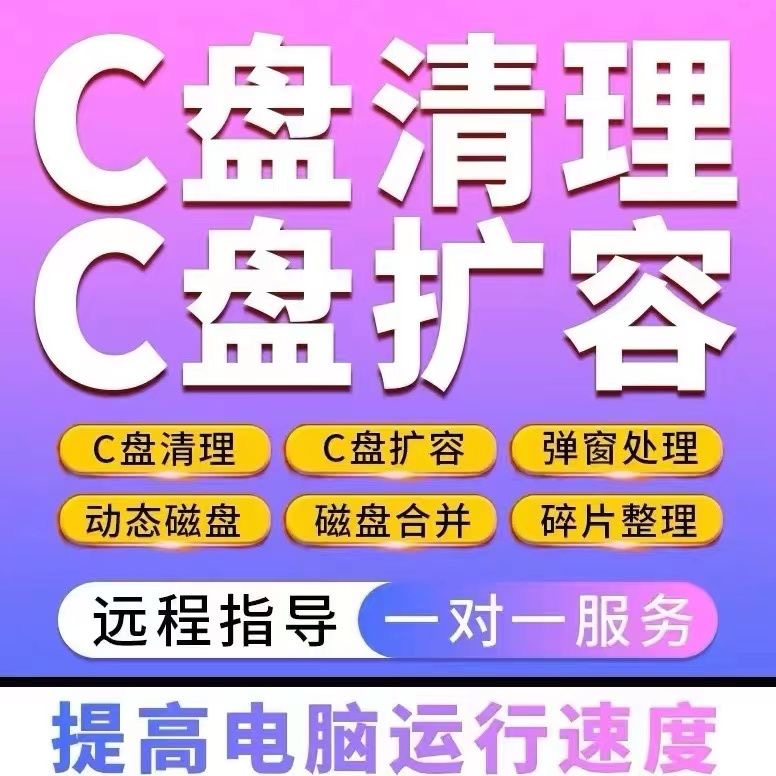 C盘清理
C盘扩容
C盘清理 C盘扩容 弹窗处理
动态磁盘 磁盘合并 碎片整理
远程指导 一对一服务
提高电脑运行速度